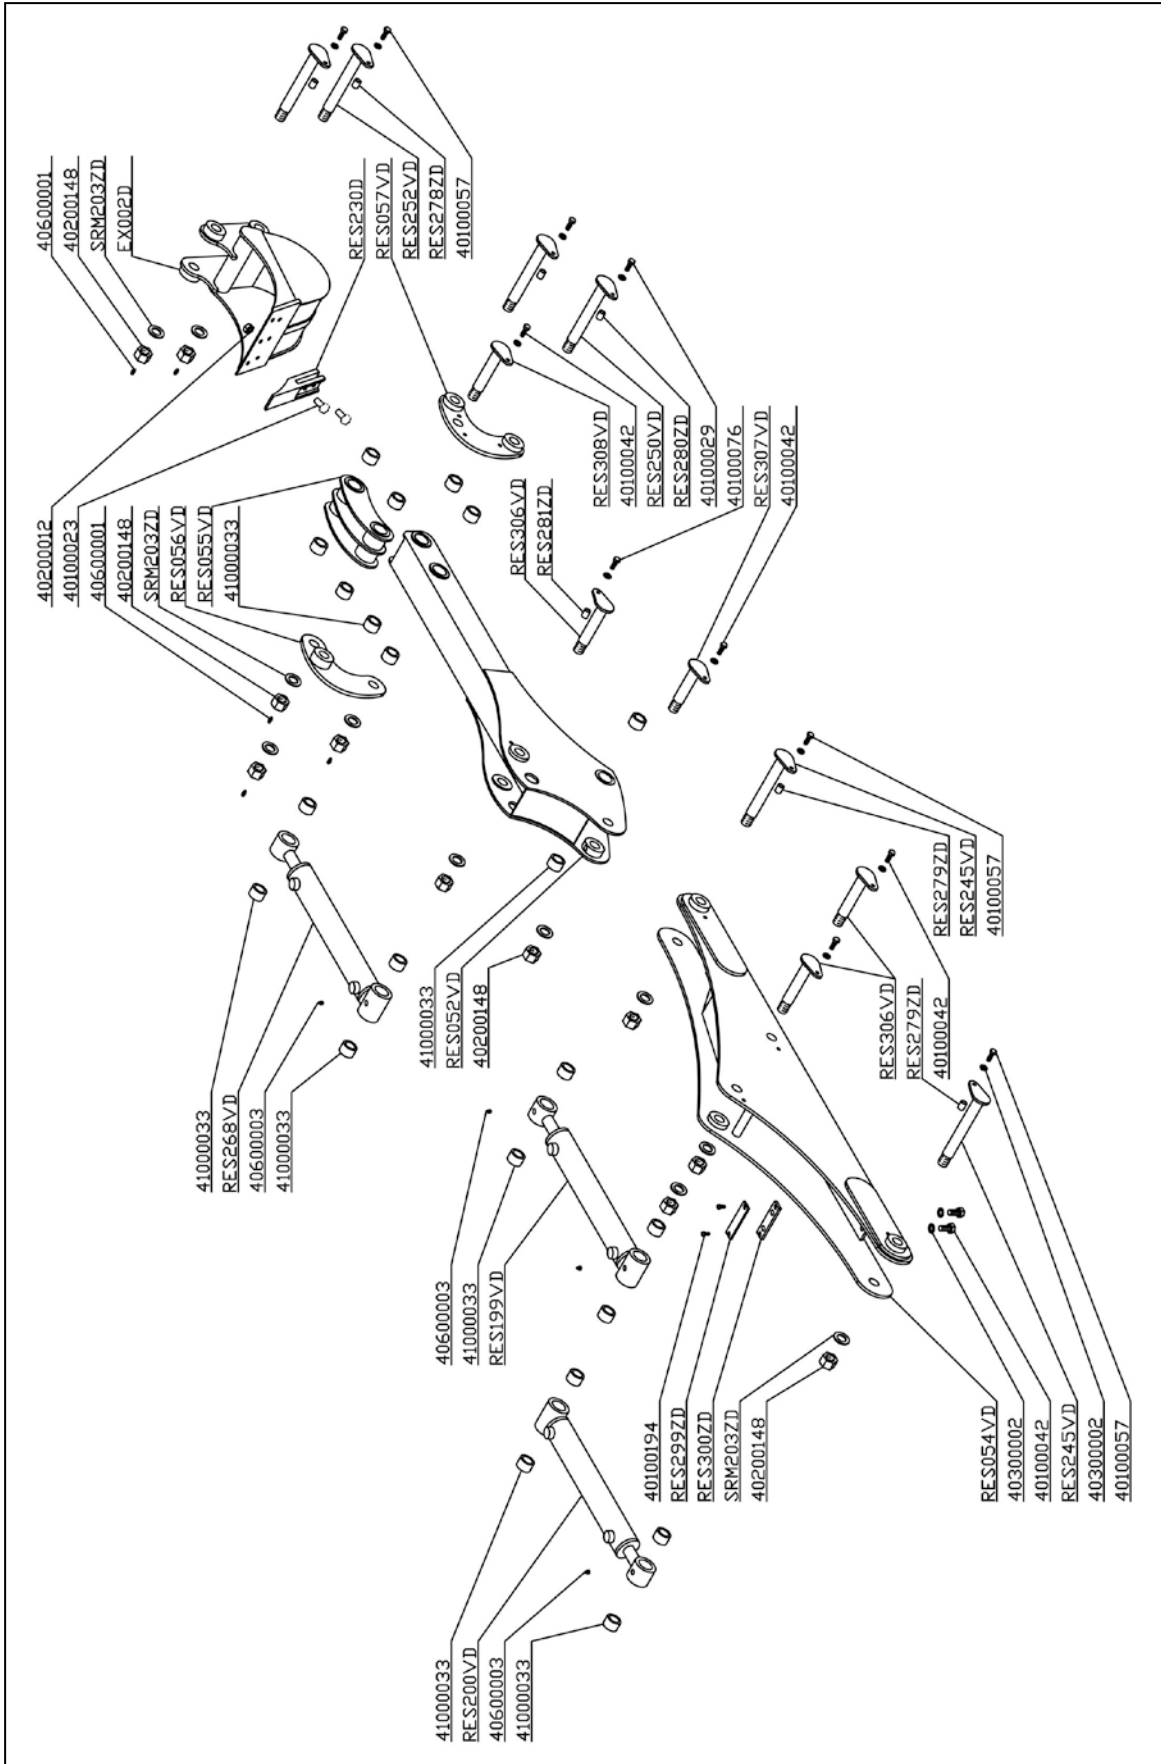 40600001
40200148
SRM203ZD
EX002D
RES230D
RES057VD
RES252VD
RES278ZD
40100057
40200012
40100023
40600001
40200148
SRM203ZD
RES056VD
RES055VD
41000033
RES308VD
40100042
RES250VD
RES280ZD
40100029
40100076
RES307VD
40100042
RES306VD
RES281ZD
41000033
RES268VD
40600003
41000033
41000033
RES052VD
40200148
RES279ZD
RES245VD
40100057
RES306VD
RES279ZD
40100042
40600003
41000033
RES199VD
40100194
RES299ZD
RES300ZD
SRM203ZD
40200148
RES054VD
40300002
40100042
RES245VD
40300002
40100057
41000033
RES200VD
40600003
41000033